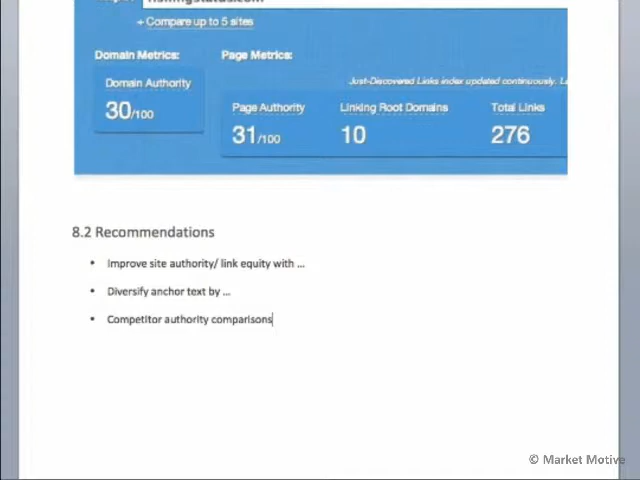 + Compare up to 5 sites
Domain Metrics:
Page Metrics:
Just-Discovered Links index updated continuously.
Domain Authority
30/100
Page Authority
Linking Root Domains
Total Links
31/100
10
276
8.2 Recommendations
• Improve site authority/ link equity with ...
• Diversify anchor text by ...
• Competitor authority comparisons
© Market Motive